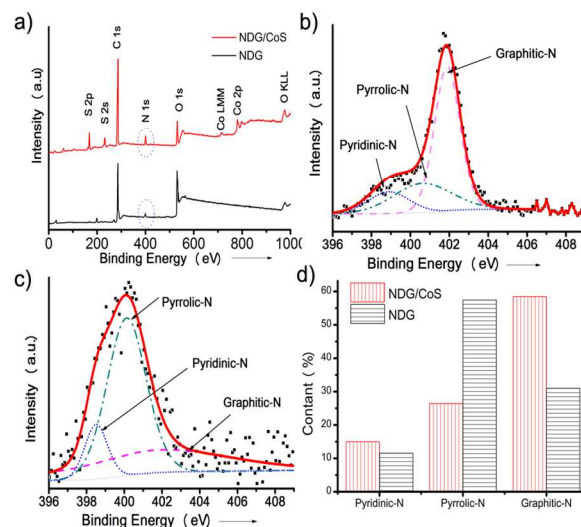 a)
NDG/CoS
NDG
S 2p
S 2s
C 1s
N 1s
O 1s
Co LMM
Co 2p
O KLL
Intensity (a.u)
0 200 400 600 800 1000
Binding Energy (eV)
b)
Graphitic-N
Pyrrolic-N
Pyridinic-N
Intensity (a.u.)
396 398 400 402 404 406 408
Binding Energy (eV)
c)
Pyrrolic-N
Pyridinic-N
Graphitic-N
Intensity (a.u.)
396 398 400 402 404 406 408
Binding Energy (eV)
d)
NDG/CoS
NDG
Contant (%)
60
50
40
30
20
10
0
Pyridinic-N Pyrrolic-N Graphitic-N